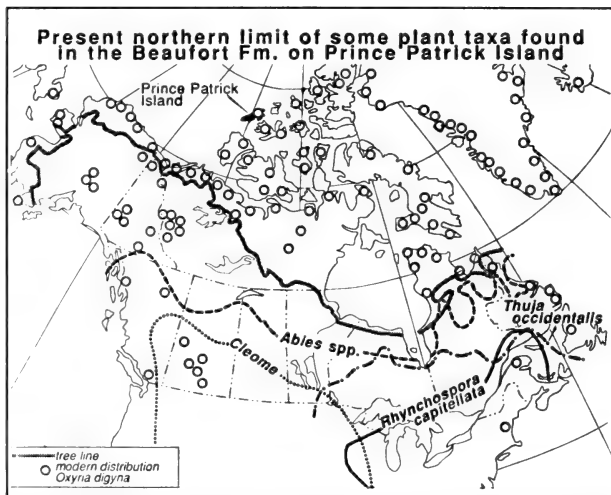 Present northern limit of some plant taxa found
in the Beaufort Fm. on Prince Patrick Island
Prince Patrick
Island
Thuja
occidentalis
Abies spp.
Cleome
Rhynchospora
capitellata
tree line
modern distribution
Oxyria digyna